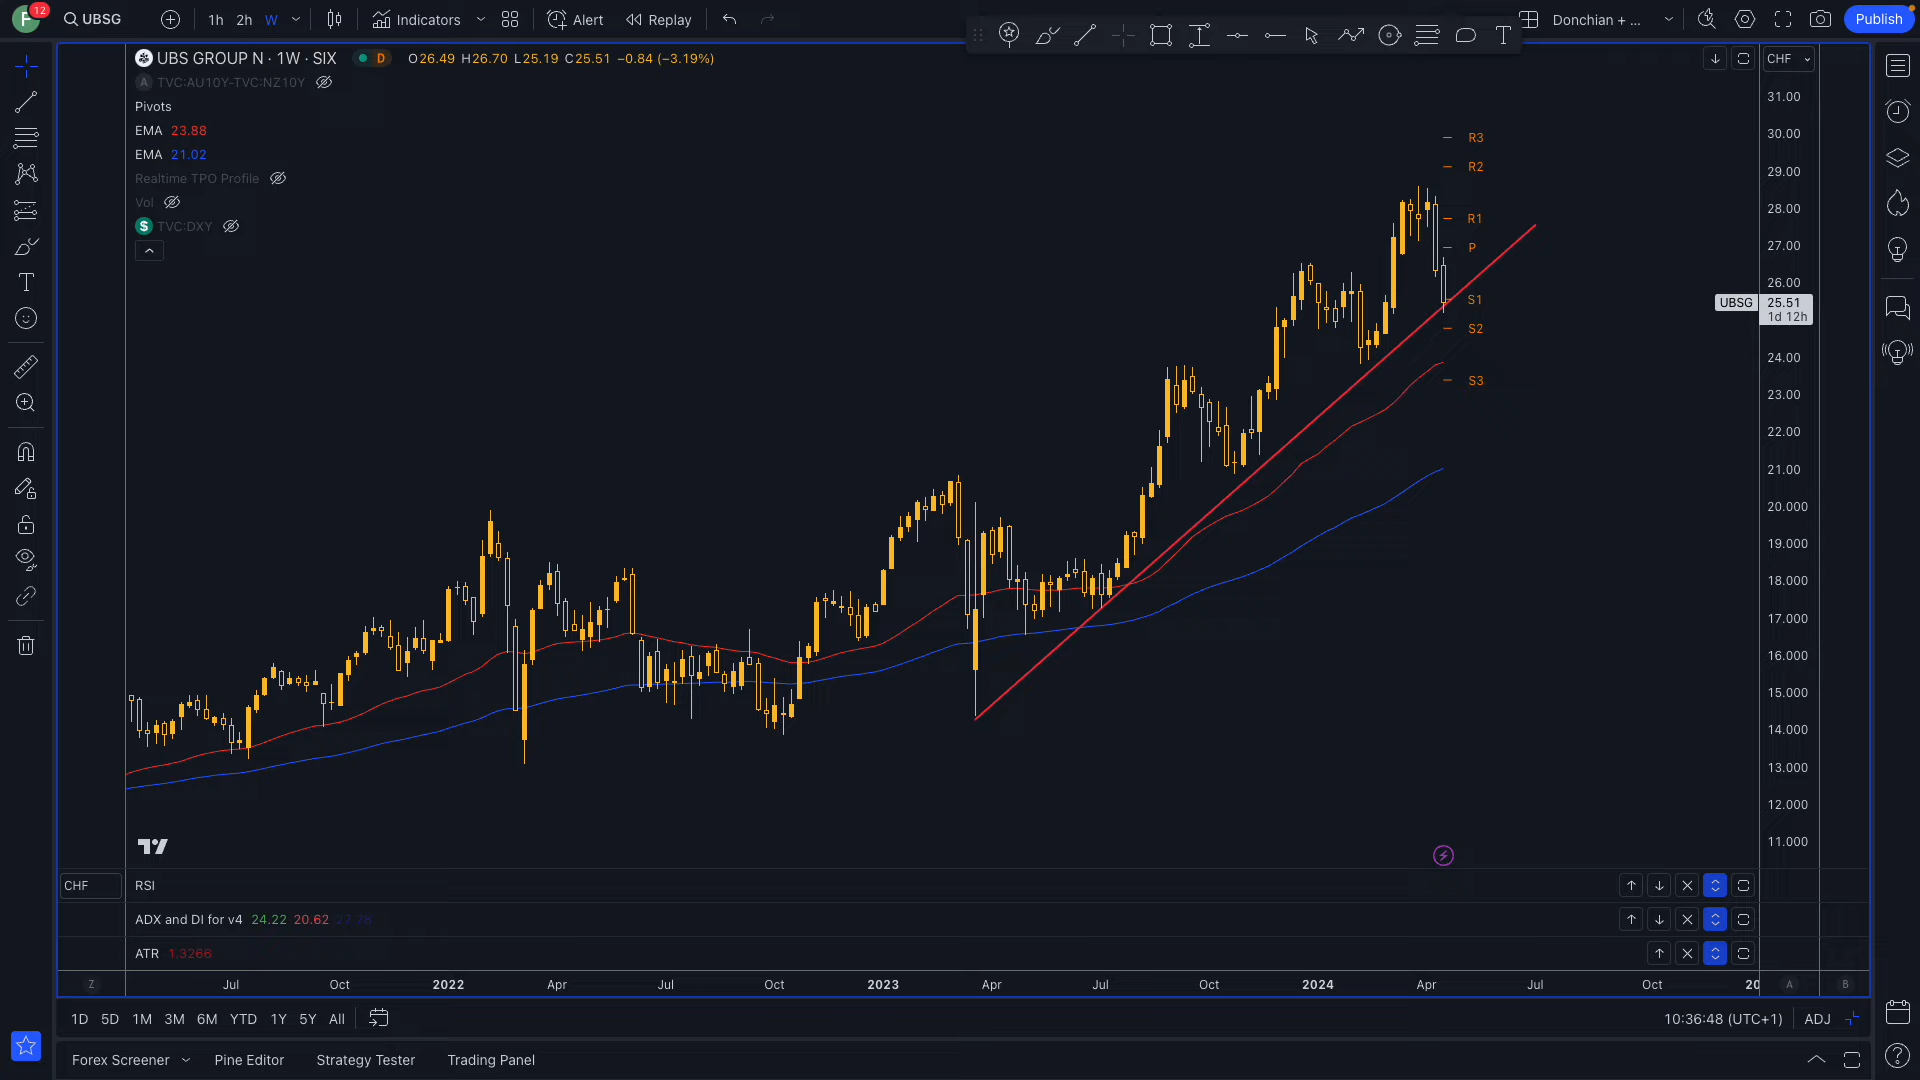 F 12 UBSG 1h 2h W Indicators Alert Replay Donchian + ... Publish
UBS GROUP N · 1W · SIX D O26.49 H26.70 L25.19 C25.51 −0.84 (−3.19%)
A TVC:AU10Y-TVC:NZ10Y
Pivots
EMA 23.88
EMA 21.02
Realtime TPO Profile
Vol
$ TVC:DXY
CHF
31.00
30.00
29.00
28.00
27.00
26.00
UBSG 25.51
1d 12h
24.00
23.00
22.00
21.00
20.000
19.000
18.000
17.000
16.000
15.000
14.000
13.000
12.000
11.000
R3
R2
R1
P
S1
S2
S3
CHF RSI
ADX and DI for v4 24.22 20.62 27.78
ATR 1.3266
Z Jul Oct 2022 Apr Jul Oct 2023 Apr Jul Oct 2024 Apr Jul Oct 20 A B
1D 5D 1M 3M 6M YTD 1Y 5Y All 10:36:48 (UTC+1) ADJ
Forex Screener Pine Editor Strategy Tester Trading Panel